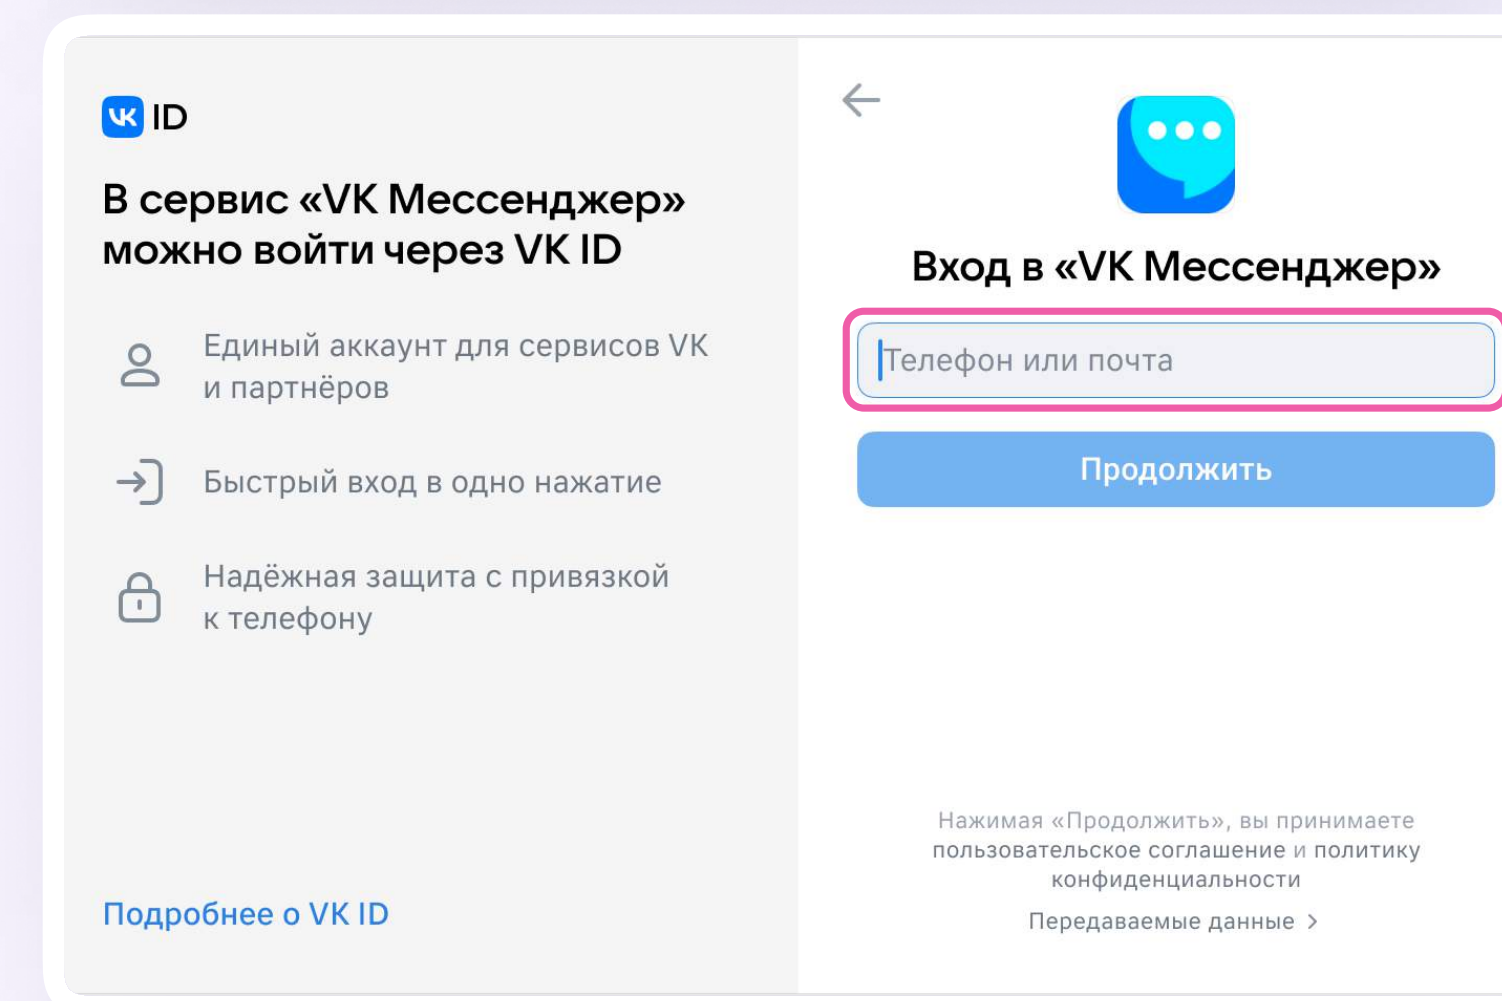 VK ID
В сервис «VK Мессенджер»
можно войти через VK ID
Единый аккаунт для сервисов VK
и партнёров
Быстрый вход в одно нажатие
Надёжная защита с привязкой
к телефону
Подробнее о VK ID
Вход в «VK Мессенджер»
Телефон или почта
Продолжить
Нажимая «Продолжить», вы принимаете
пользовательское соглашение и политику
конфиденциальности
Передаваемые данные >